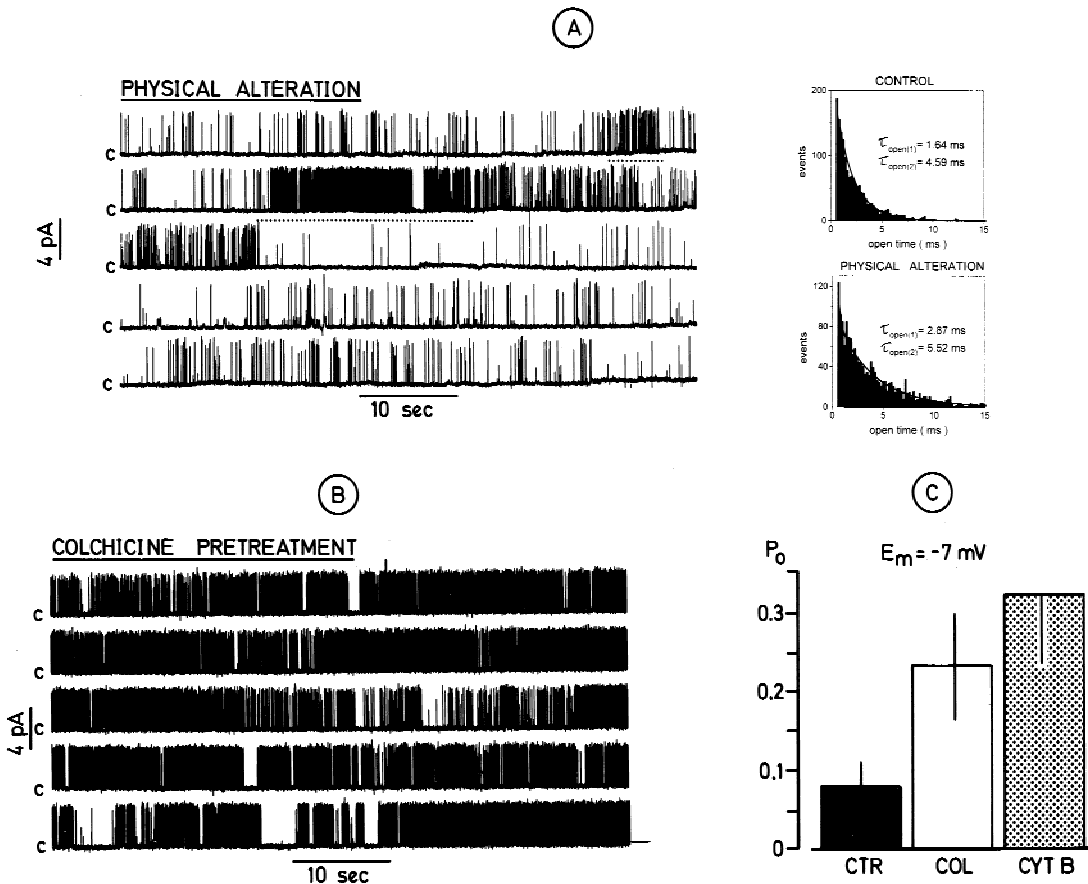 A
PHYSICAL ALTERATION
C
C
C
C
C
4 pA
10 sec
CONTROL
200
100
0
events
τopen(1)= 1.64 ms
τopen(2)= 4.59 ms
0 5 10 15
open time ( ms )
PHYSICAL ALTERATION
120
80
40
0
events
τopen(1)= 2.67 ms
τopen(2)= 5.52 ms
0 5 10 15
open time ( ms )
B
COLCHICINE PRETREATMENT
C
C
C
C
C
4 pA
10 sec
C
Po
Em = -7 mV
0.3
0.2
0,1
0
CTR COL CYT B